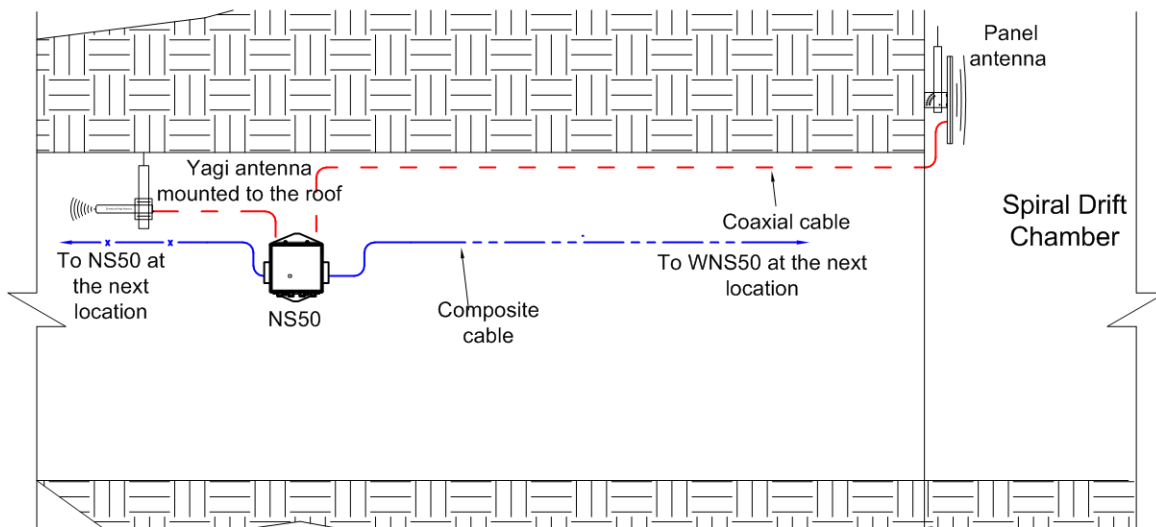 Panel
antenna
Yagi antenna
mounted to the roof
Coaxial cable
Spiral Drift
Chamber
To NS50 at
the next
location
To WNS50 at the next
location
Composite
cable
NS50